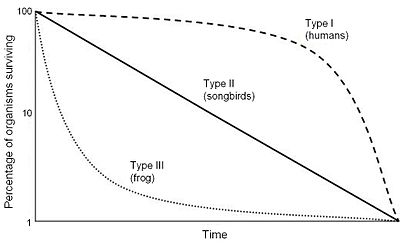 Percentage of organisms surviving
100
10
1
Type I
(humans)
Type II
(songbirds)
Type III
(frog)
Time